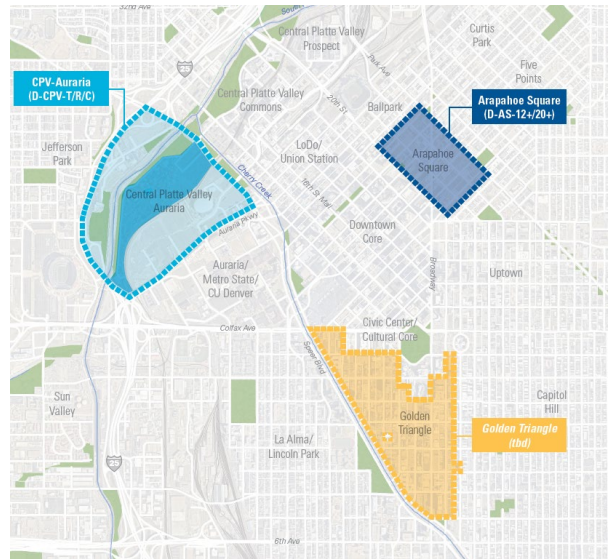 32nd Ave
25
Central Platte Valley
Prospect
Park Ave
Curtis
Park
Five
Points
CPV-Auraria
(D-CPV-T/R/C)
Central Platte Valley
Commons
20th St
Ballpark
Arapahoe Square
(D-AS-12+/20+)
Jefferson
Park
LoDo/
Union Station
Arapahoe
Square
Cherry Creek
16th St Mall
Central Platte Valley
Auraria
Auraria Pkwy
Downtown
Core
Broadway
Uptown
Auraria/
Metro State/
CU Denver
Colfax Ave
Speer Blvd
Civic Center/
Cultural Core
Sun
Valley
Golden
Triangle
Capitol
Hill
La Alma/
Lincoln Park
Golden Triangle
(tbd)
25
6th Ave